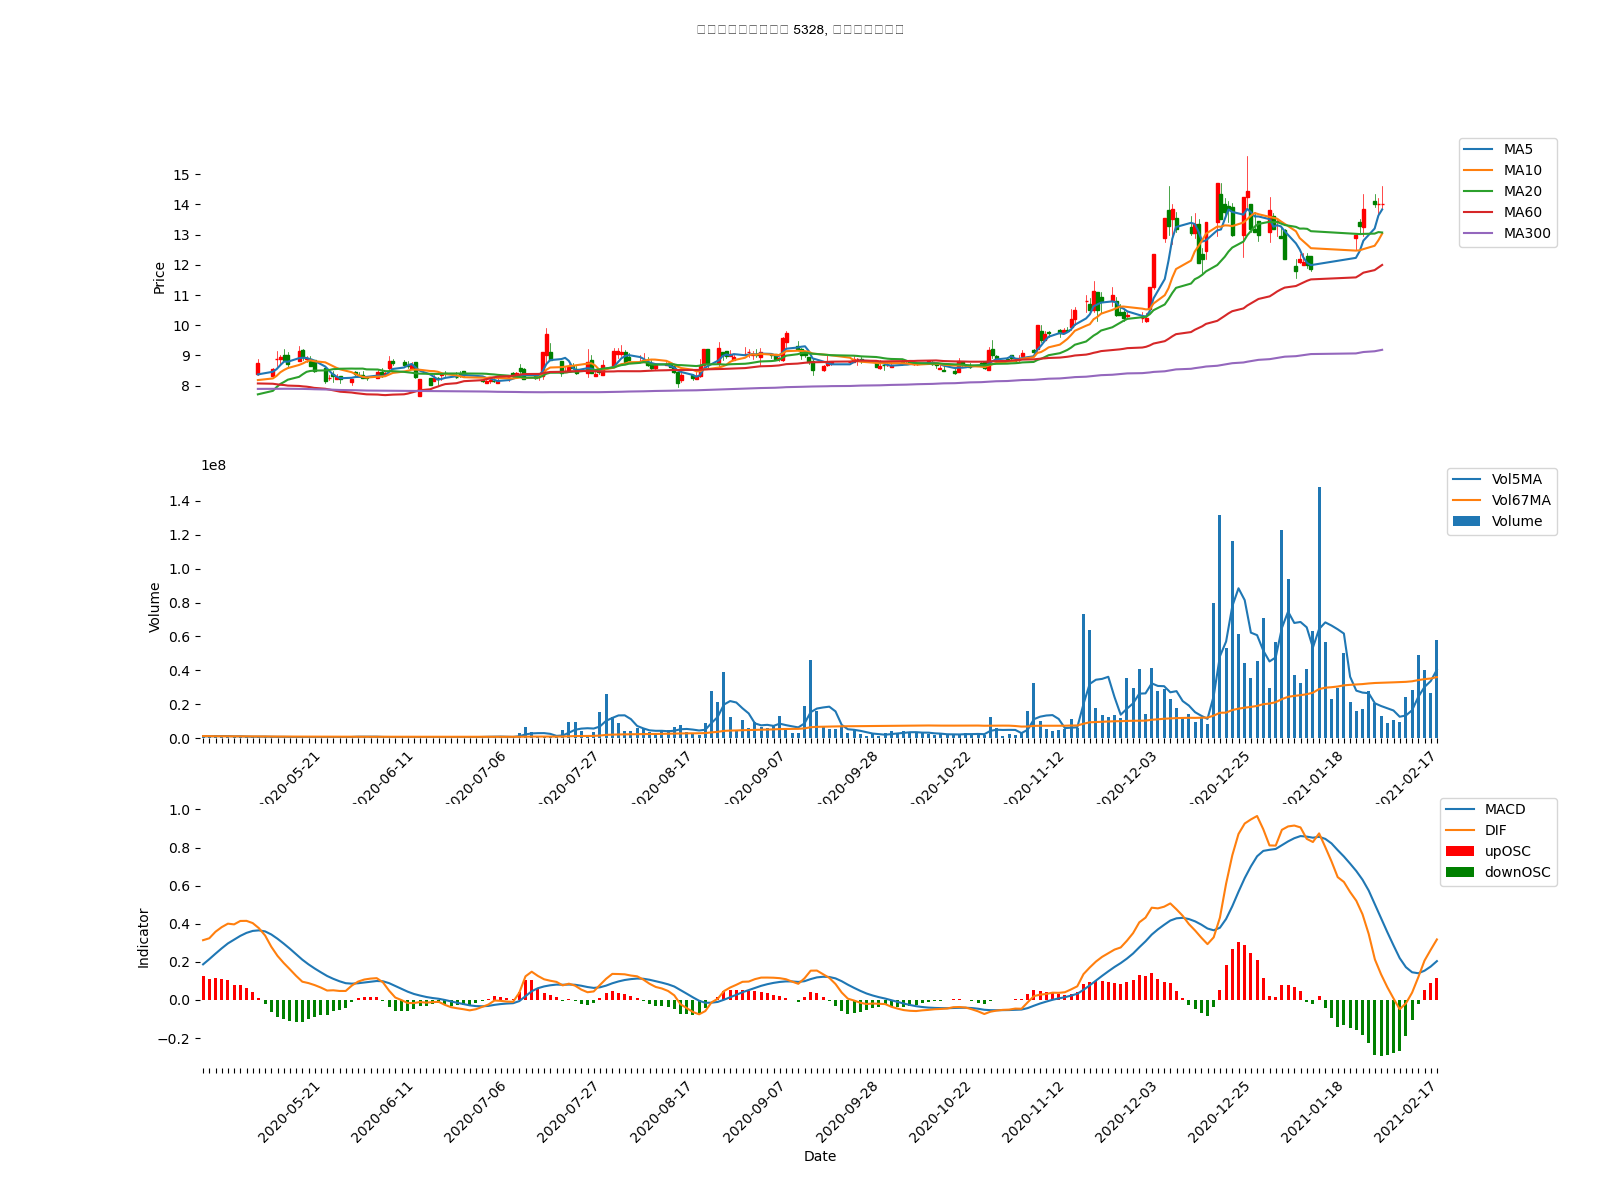 5328,
MA5
MA10
MA20
MA60
MA300
15
14
13
12
11
10
9
8
Price
1e8
Vol5MA
Vol67MA
Volume
1.4
1.2
1.0
0.8
0.6
0.4
0.2
0.0
Volume
2020-05-21
2020-06-11
2020-07-06
2020-07-27
2020-08-17
2020-09-07
2020-09-28
2020-10-22
2020-11-12
2020-12-03
2020-12-25
2021-01-18
2021-02-17
MACD
DIF
upOSC
downOSC
1.0
0.8
0.6
0.4
0.2
0.0
−0.2
Indicator
2020-05-21
2020-06-11
2020-07-06
2020-07-27
2020-08-17
2020-09-07
2020-09-28
2020-10-22
2020-11-12
2020-12-03
2020-12-25
2021-01-18
2021-02-17
Date